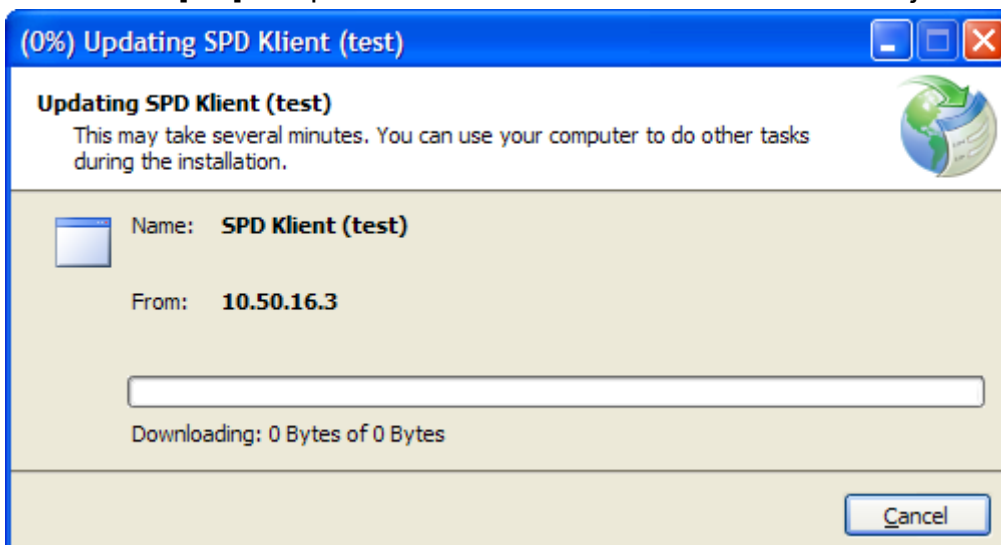 (0%) Updating SPD Klient (test)
Updating SPD Klient (test)
This may take several minutes. You can use your computer to do other tasks
during the installation.
Name: SPD Klient (test)
From: 10.50.16.3
Downloading: 0 Bytes of 0 Bytes
Cancel